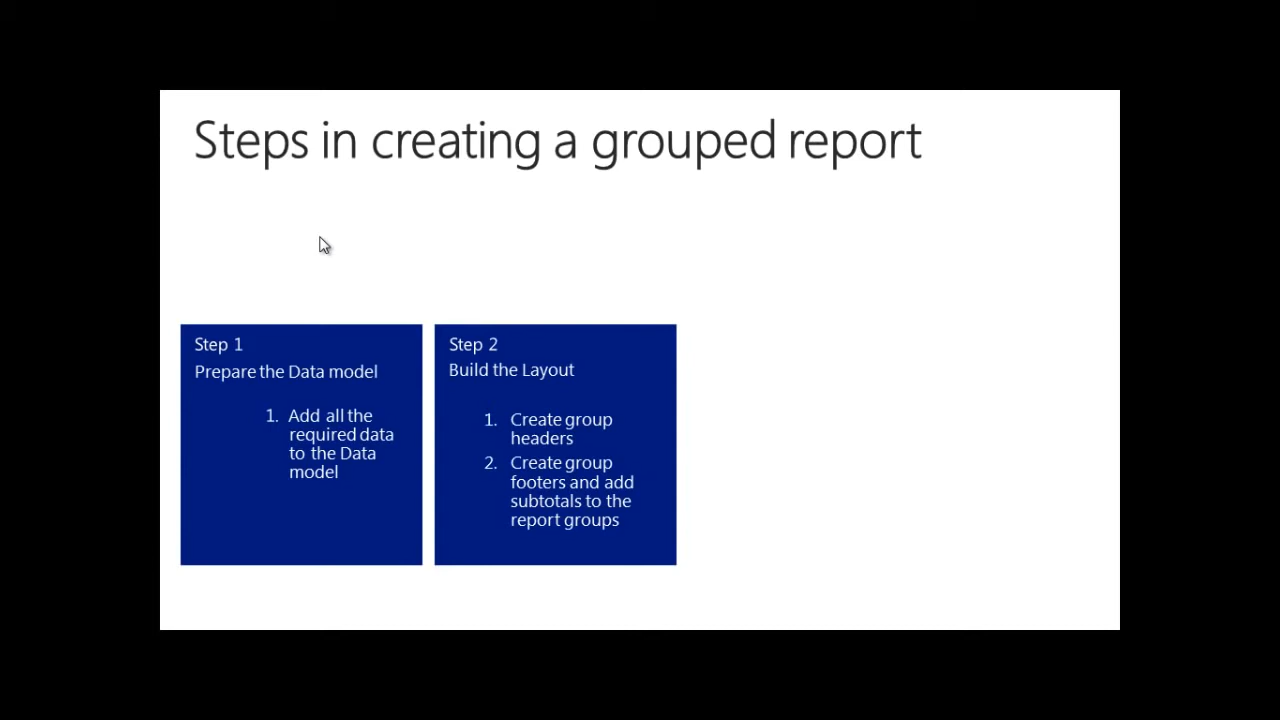 Steps in creating a grouped report
Step 1
Prepare the Data model
1. Add all the
required data
to the Data
model
Step 2
Build the Layout
1. Create group
headers
2. Create group
footers and add
subtotals to the
report groups